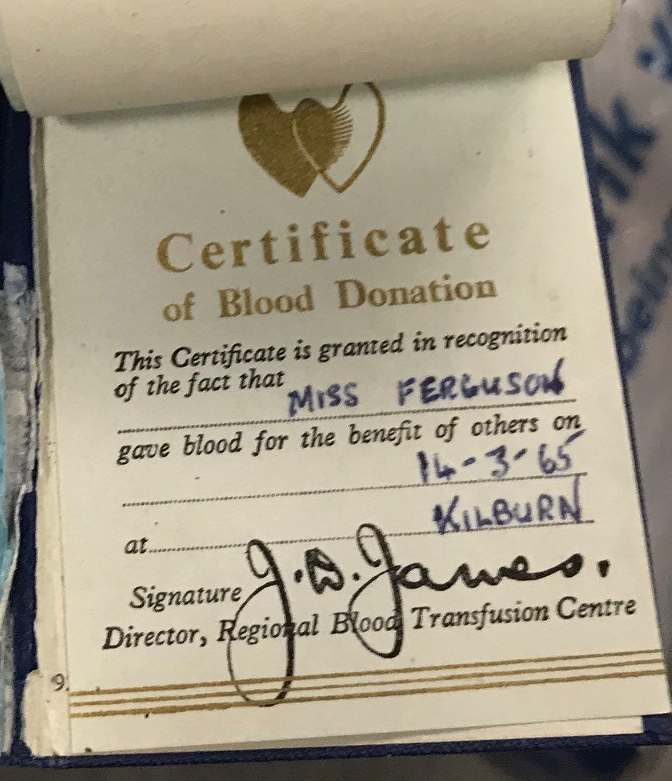 Certificate
of Blood Donation
This Certificate is granted in recognition
of the fact that
MISS FERGUSON
gave blood for the benefit of others on
14-3-65
at KILBURN
Signature J.D. James.
Director, Regional Blood Transfusion Centre
9.